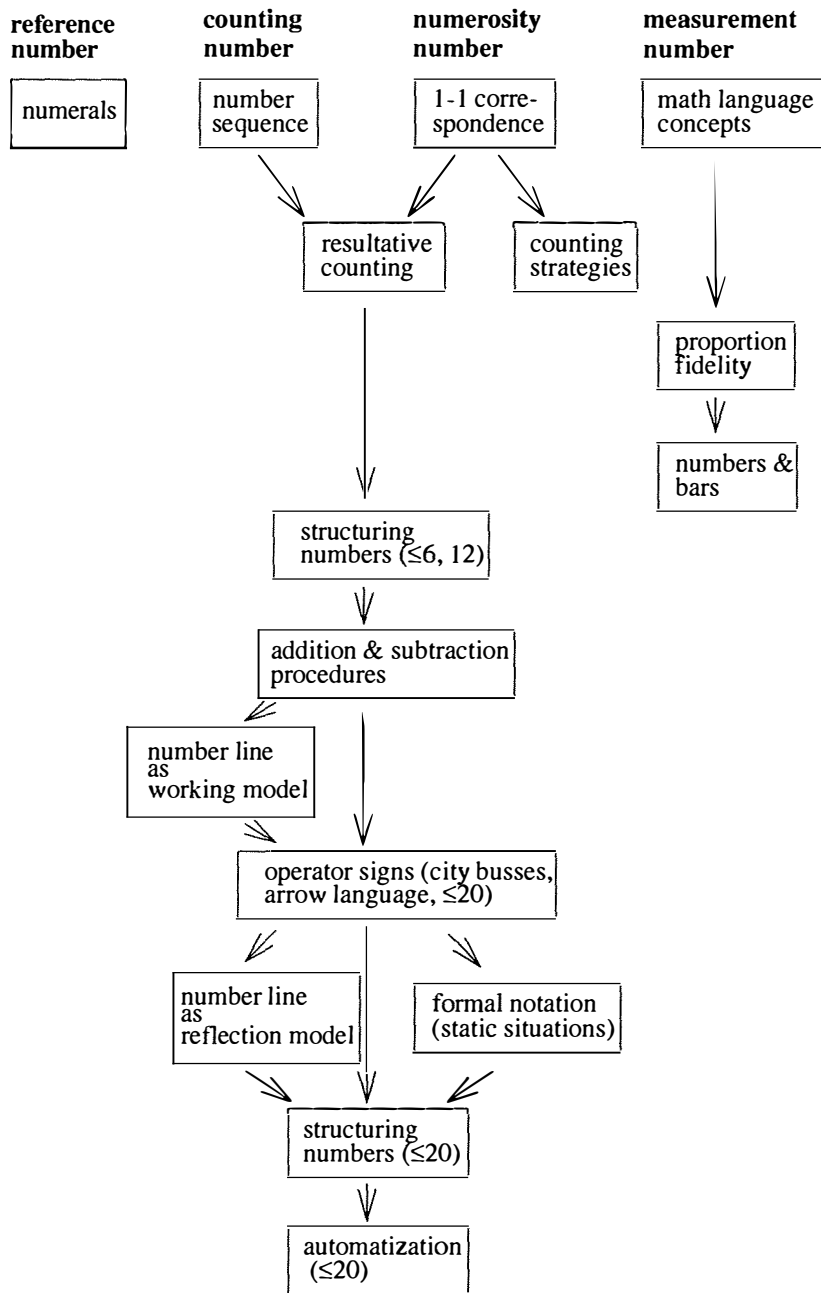 reference
number
counting
number
numerosity
number
measurement
number
numerals
number
sequence
1-1 corre-
spondence
math language
concepts
resultative
counting
counting
strategies
proportion
fidelity
numbers &
bars
structuring
numbers (≤6, 12)
addition & subtraction
procedures
number line
as
working model
operator signs (city busses,
arrow language, ≤20)
number line
as
reflection model
formal notation
(static situations)
structuring
numbers (≤20)
automatization
(≤20)